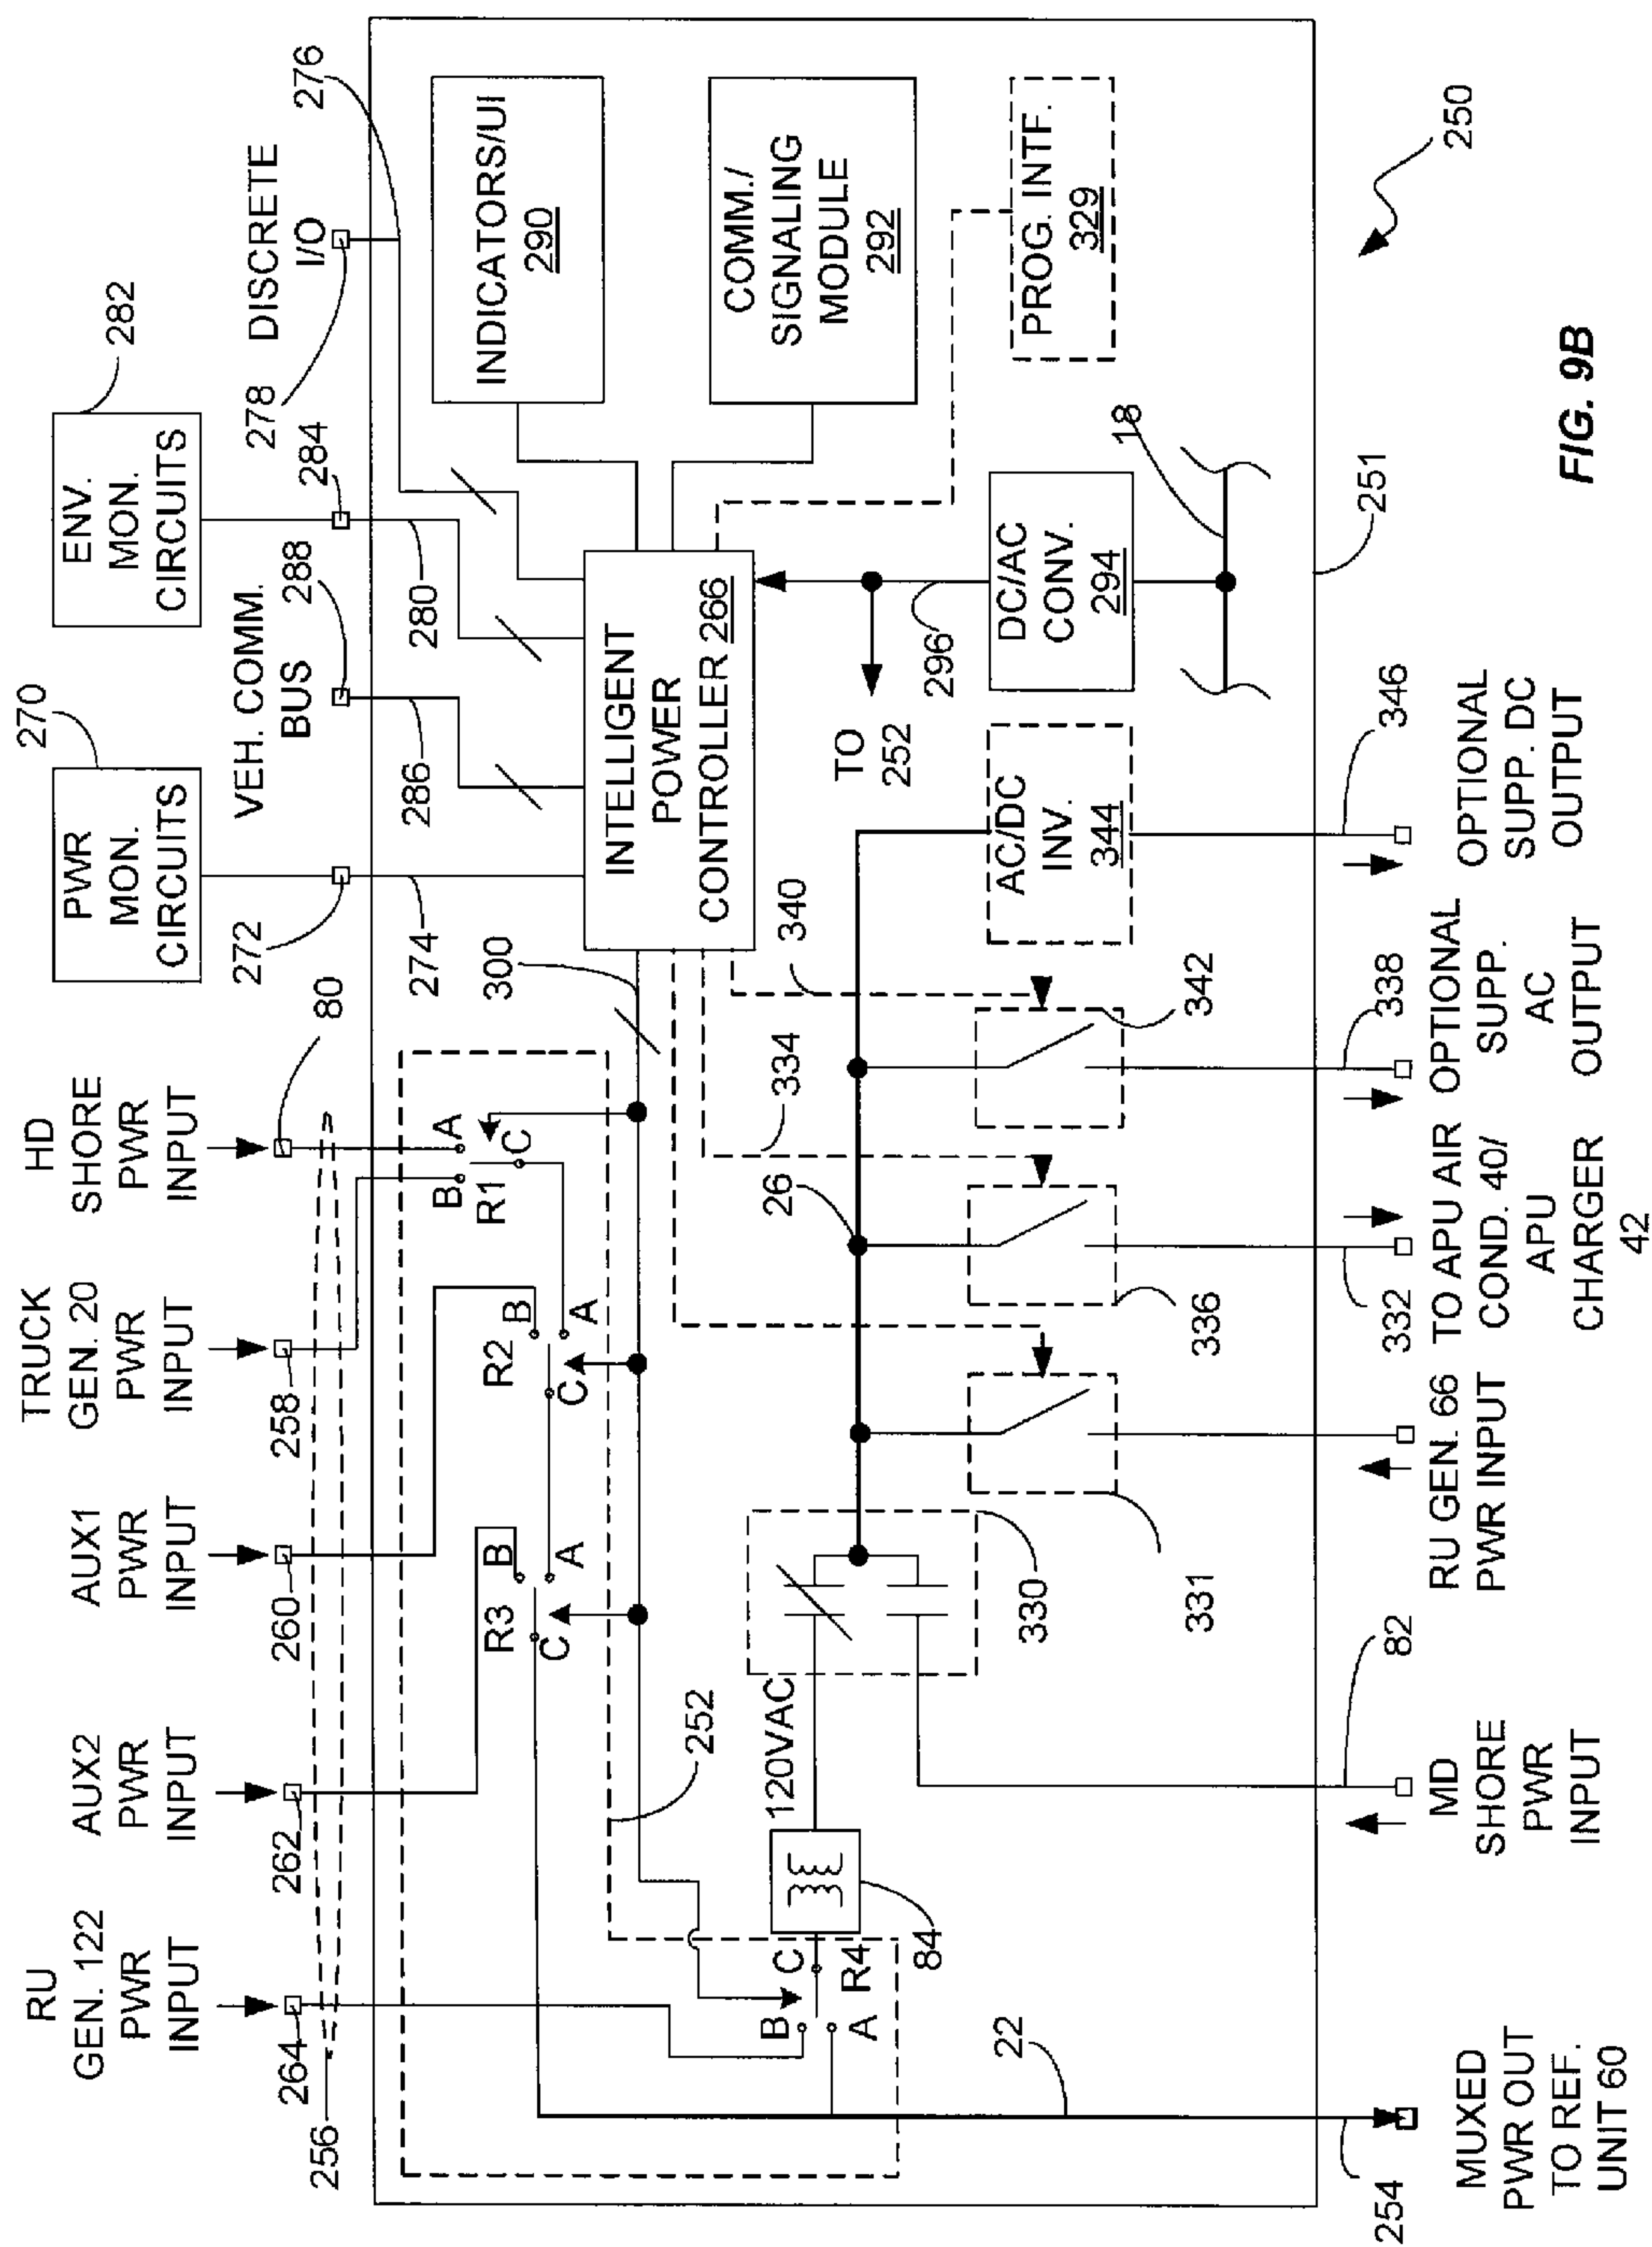 RU
GEN. 122
PWR
INPUT
AUX2
PWR
INPUT
AUX1
PWR
INPUT
TRUCK
GEN. 20
PWR
INPUT
HD
SHORE
PWR
INPUT
PWR
MON.
CIRCUITS
270
VEH. COMM.
BUS
ENV.
MON.
CIRCUITS
282
DISCRETE
I/O
264
256
262
260
258
80
272
274
288
286
284
280
278
276
252
R3
B
A
C
R2
B
A
C
R1
B
A
C
300
INTELLIGENT
POWER
CONTROLLER 266
INDICATORS/UI
290
COMM./
SIGNALING
MODULE
292
PROG. INTF.
329
B
C
A
R4
84
120VAC
330
331
26
334
336
340
342
AC/DC
INV.
344
TO
252
296
DC/AC
CONV.
294
18
22
251
250
254
MUXED
PWR OUT
TO REF.
UNIT 60
82
MD
SHORE
PWR
INPUT
RU GEN. 66
PWR INPUT
332
TO APU AIR
COND. 40/
APU
CHARGER
42
338
OPTIONAL
SUPP.
AC
OUTPUT
346
OPTIONAL
SUPP. DC
OUTPUT
FIG. 9B